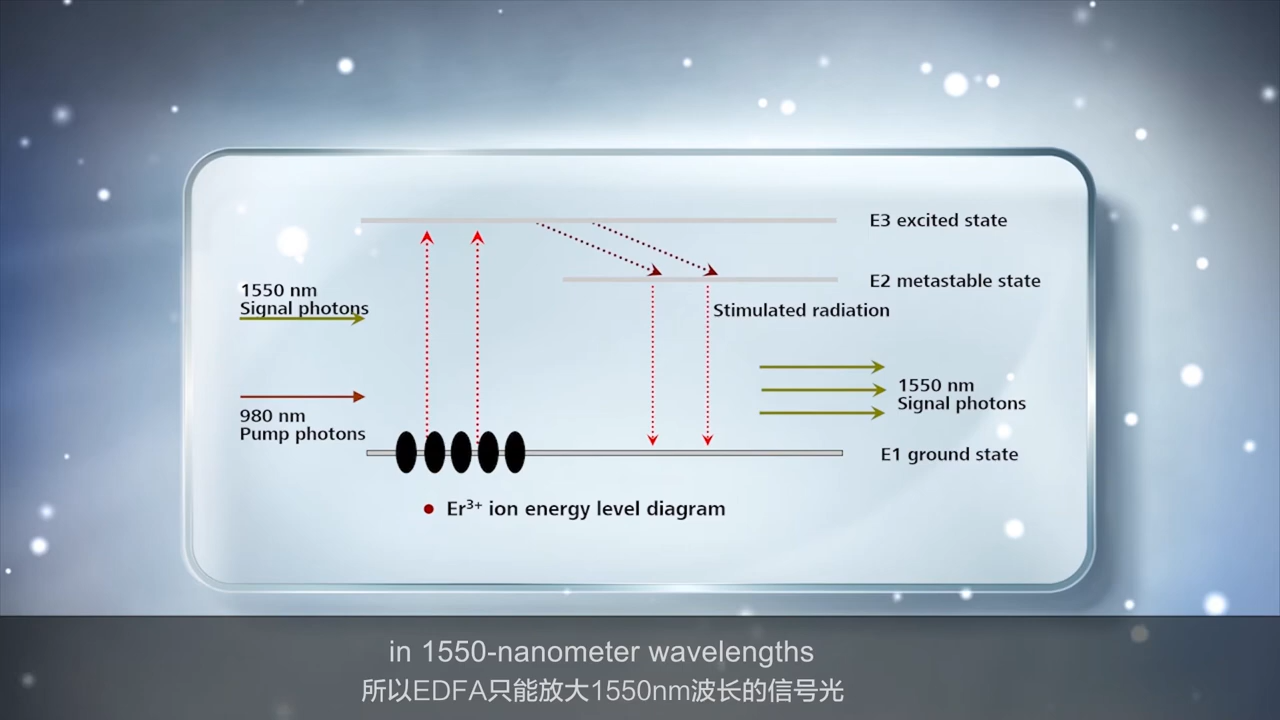 E3 excited state
E2 metastable state
1550 nm
Signal photons
Stimulated radiation
1550 nm
Signal photons
980 nm
Pump photons
E1 ground state
Er³⁺ ion energy level diagram
in 1550-nanometer wavelengths
所以EDFA只能放大1550nm波长的信号光